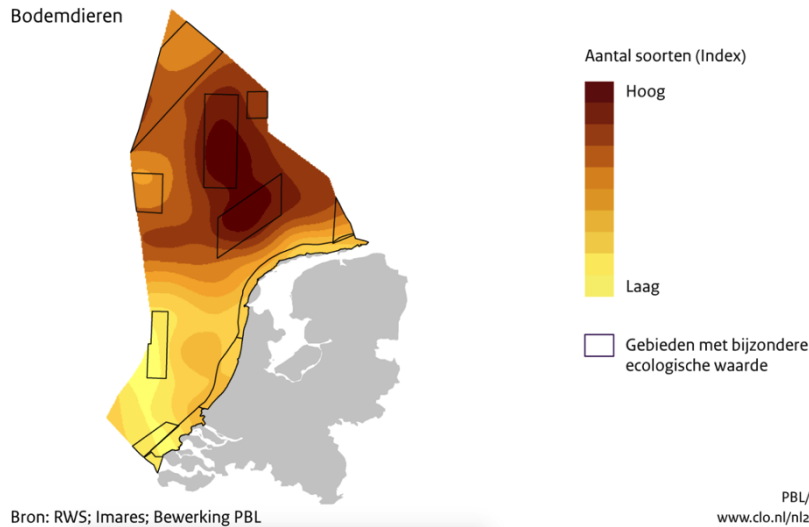 Bodemdieren
Aantal soorten (Index)
Hoog
Laag
Gebieden met bijzondere
ecologische waarde
Bron: RWS; Imares; Bewerking PBL
PBL/
www.clo.nl/nl2